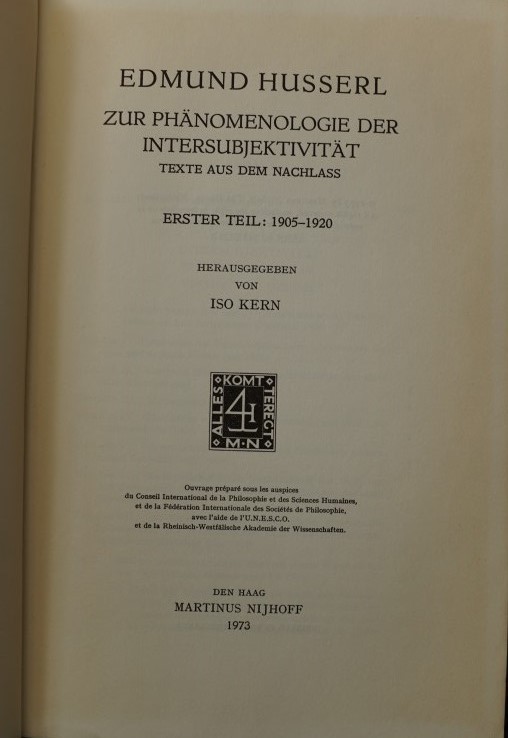 EDMUND HUSSERL
ZUR PHÄNOMENOLOGIE DER
INTERSUBJEKTIVITÄT
TEXTE AUS DEM NACHLASS
ERSTER TEIL: 1905–1920
HERAUSGEGEBEN
VON
ISO KERN
ALLES KOMT TERECHT
M·N
Ouvrage préparé sous les auspices
du Conseil International de la Philosophie et des Sciences Humaines,
et de la Fédération Internationale des Sociétés de Philosophie,
avec l'aide de l'U.N.E.S.C.O.
et de la Rheinisch-Westfälische Akademie der Wissenschaften.
DEN HAAG
MARTINUS NIJHOFF
1973